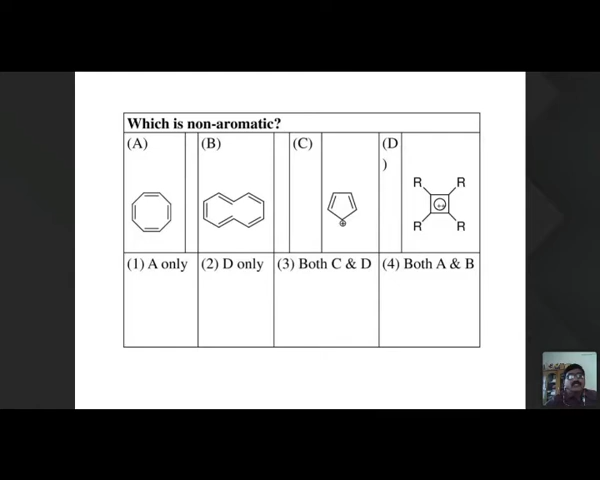 Which is non-aromatic?
(A)
(B)
(C)
(D
)
R R
R R
(1) A only
(2) D only
(3) Both C & D
(4) Both A & B